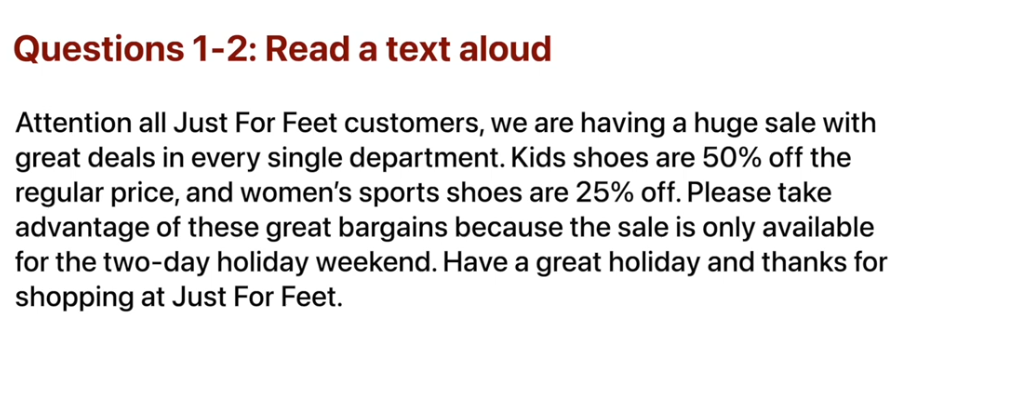 Questions 1-2: Read a text aloud
Attention all Just For Feet customers, we are having a huge sale with
great deals in every single department. Kids shoes are 50% off the
regular price, and women's sports shoes are 25% off. Please take
advantage of these great bargains because the sale is only available
for the two-day holiday weekend. Have a great holiday and thanks for
shopping at Just For Feet.